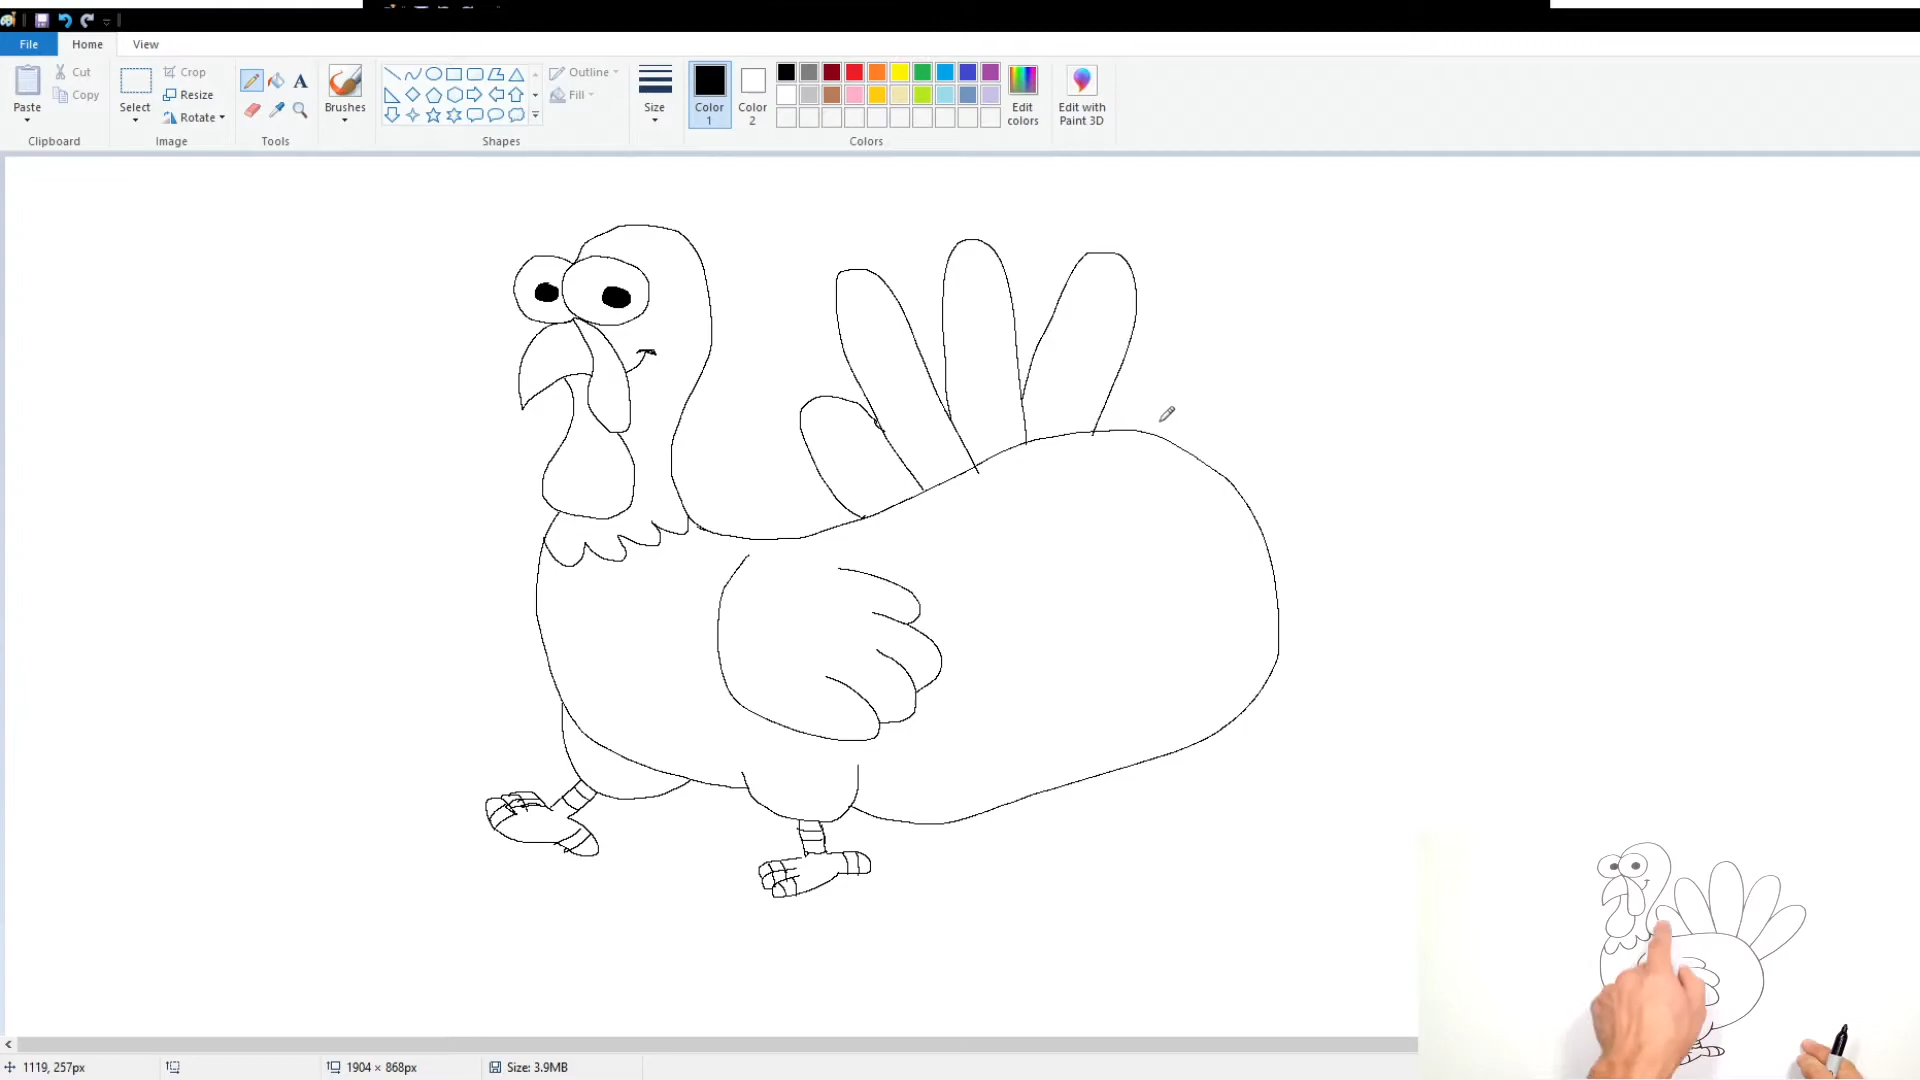 File Home View
Paste
Cut
Copy
Clipboard
Select
Crop
Resize
Rotate
Image
A
Tools
Brushes
Shapes
Outline
Fill
Size
Color
1
Color
2
Edit
colors
Colors
Edit with
Paint 3D
1119, 257px
1904 × 868px
Size: 3.9MB